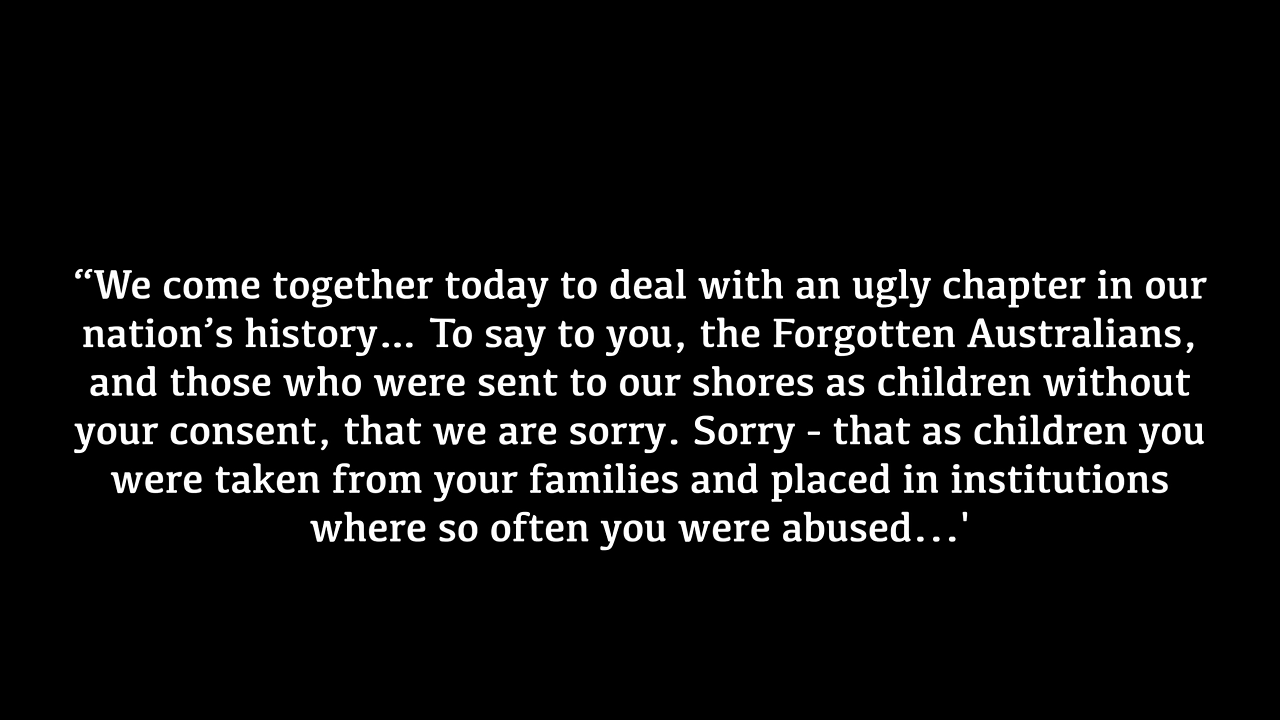 “We come together today to deal with an ugly chapter in our
nation’s history... To say to you, the Forgotten Australians,
and those who were sent to our shores as children without
your consent, that we are sorry. Sorry - that as children you
were taken from your families and placed in institutions
where so often you were abused...'